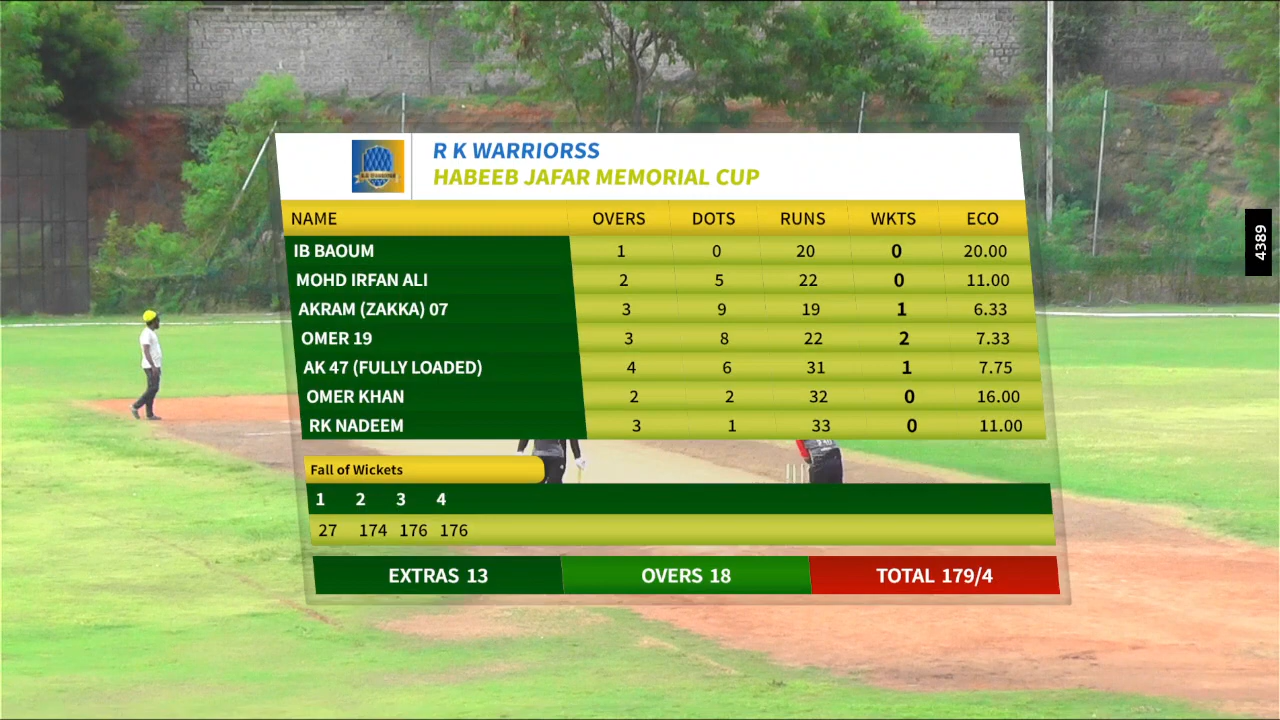 R K WARRIORSS
HABEEB JAFAR MEMORIAL CUP
NAME OVERS DOTS RUNS WKTS ECO
IB BAOUM 1 0 20 0 20.00
MOHD IRFAN ALI 2 5 22 0 11.00
AKRAM (ZAKKA) 07 3 9 19 1 6.33
OMER 19 3 8 22 2 7.33
AK 47 (FULLY LOADED) 4 6 31 1 7.75
OMER KHAN 2 2 32 0 16.00
RK NADEEM 3 1 33 0 11.00
Fall of Wickets
1 2 3 4
27 174 176 176
EXTRAS 13 OVERS 18 TOTAL 179/4
4389